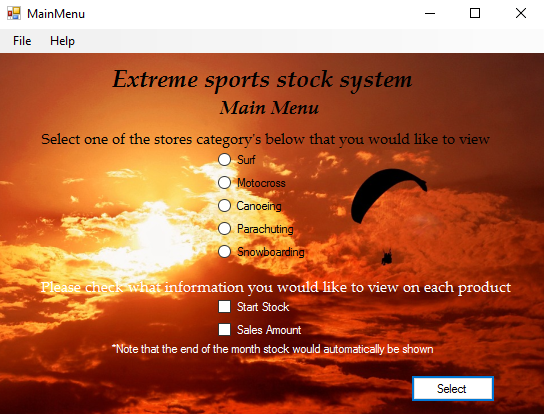 MainMenu
File Help
Extreme sports stock system
Main Menu
Select one of the stores category's below that you would like to view
Surf
Motocross
Canoeing
Parachuting
Snowboarding
Please check what information you would like to view on each product
Start Stock
Sales Amount
*Note that the end of the month stock would automatically be shown
Select